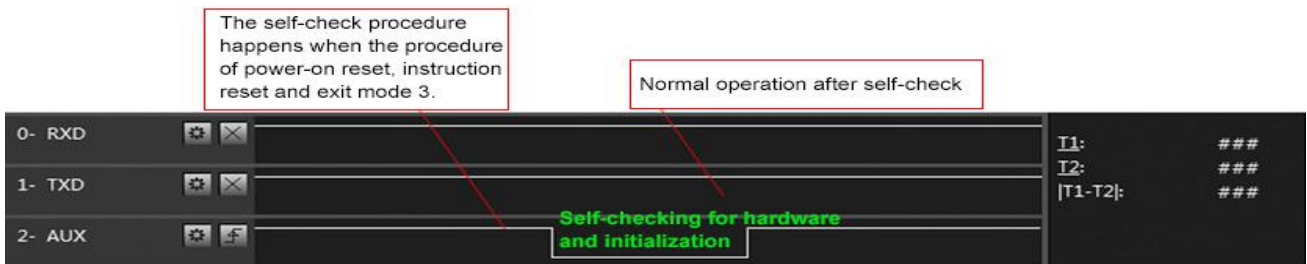 The self-check procedure
happens when the procedure
of power-on reset, instruction
reset and exit mode 3.
Normal operation after self-check
0- RXD
T1: ###
T2: ###
1- TXD
|T1-T2|: ###
Self-checking for hardware
and initialization
2- AUX